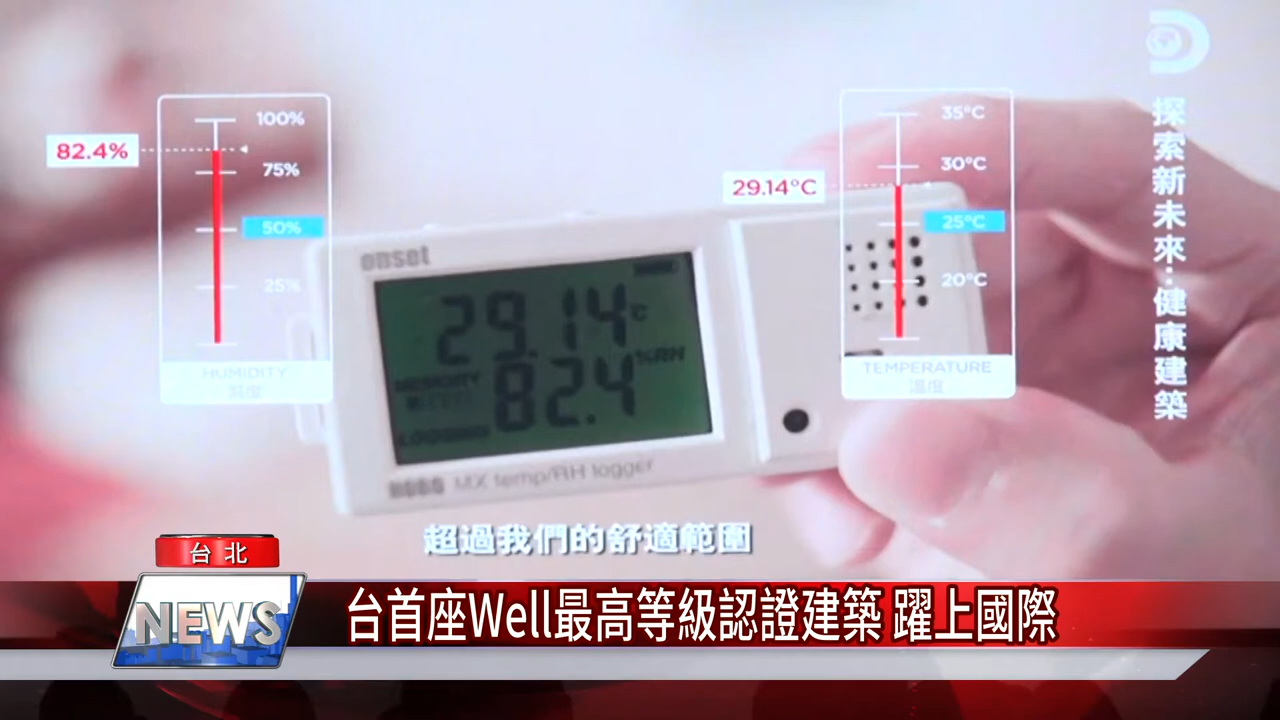 探索新未來：健康建築
100%
82.4%
75%
50%
25%
HUMIDITY
濕度
35°C
30°C
29.14°C
25°C
20°C
TEMPERATURE
溫度
onset
29.14°C
82.4%RH
MEMORY
LOGGING
HOBO MX temp/RH logger
超過我們的舒適範圍
台北
NEWS
台首座Well最高等級認證建築 躍上國際